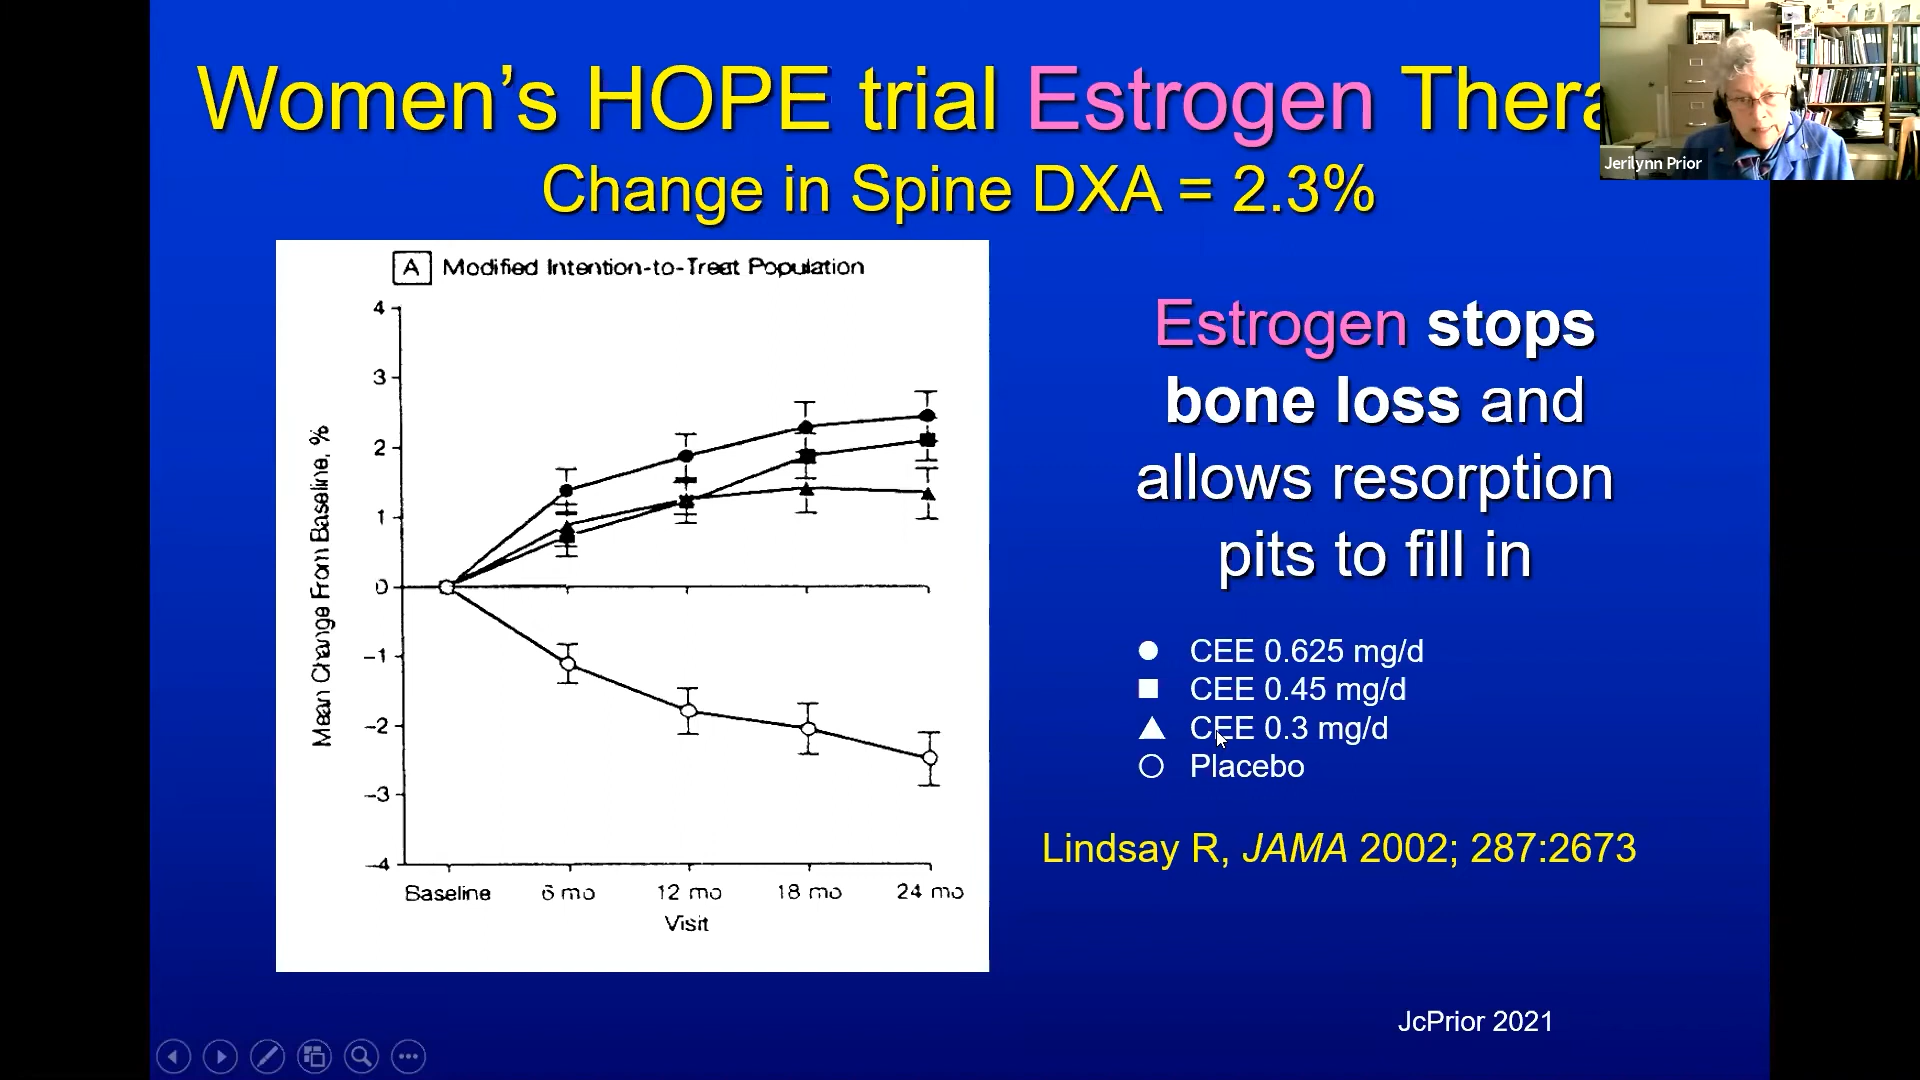 Women's HOPE trial Estrogen Thera
Change in Spine DXA = 2.3%
Jerilynn Prior
A Modified Intention-to-Treat Population
Mean Change From Baseline, %
4
3
2
1
0
−1
−2
−3
−4
Baseline 6 mo 12 mo 18 mo 24 mo
Visit
Estrogen stops
bone loss and
allows resorption
pits to fill in
CEE 0.625 mg/d
CEE 0.45 mg/d
CEE 0.3 mg/d
Placebo
Lindsay R, JAMA 2002; 287:2673
JcPrior 2021